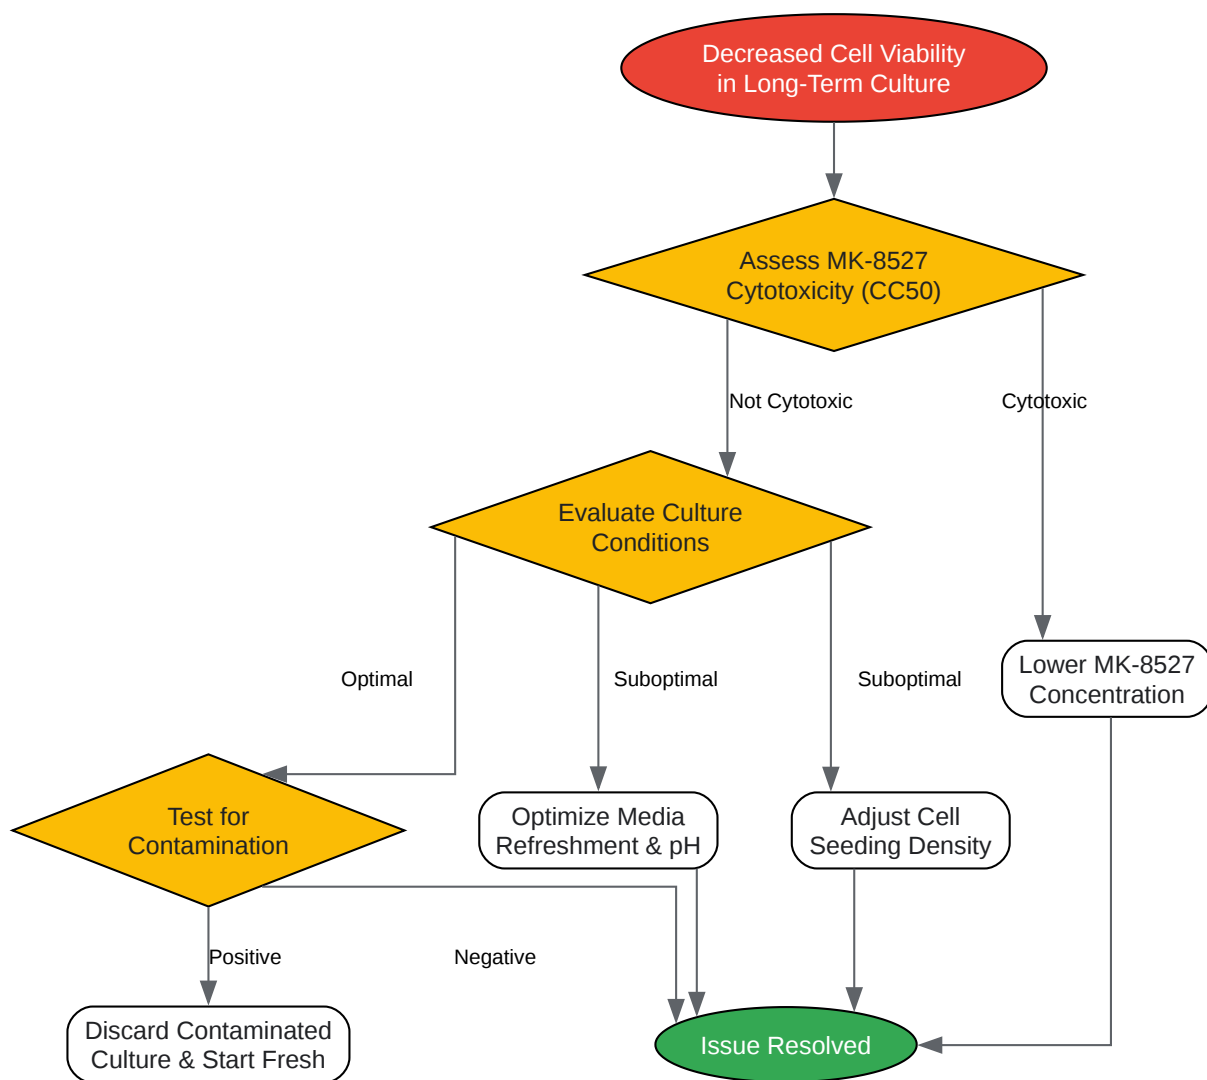 Decreased Cell Viability
in Long-Term Culture
Assess MK-8527
Cytotoxicity (CC50)
Not Cytotoxic
Cytotoxic
Evaluate Culture
Conditions
Optimal
Suboptimal
Suboptimal
Lower MK-8527
Concentration
Test for
Contamination
Optimize Media
Refreshment & pH
Adjust Cell
Seeding Density
Positive
Negative
Discard Contaminated
Culture & Start Fresh
Issue Resolved